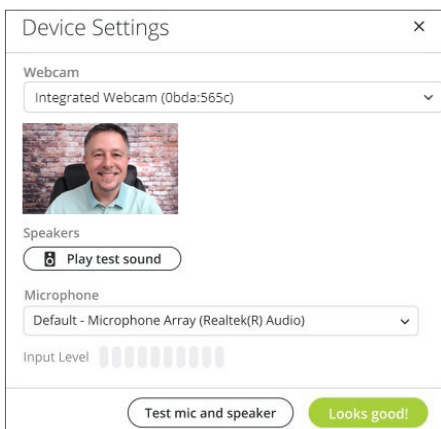 Device Settings
Webcam
Integrated Webcam (0bda:565c)
Speakers
Play test sound
Microphone
Default - Microphone Array (Realtek(R) Audio)
Input Level
Test mic and speaker
Looks good!